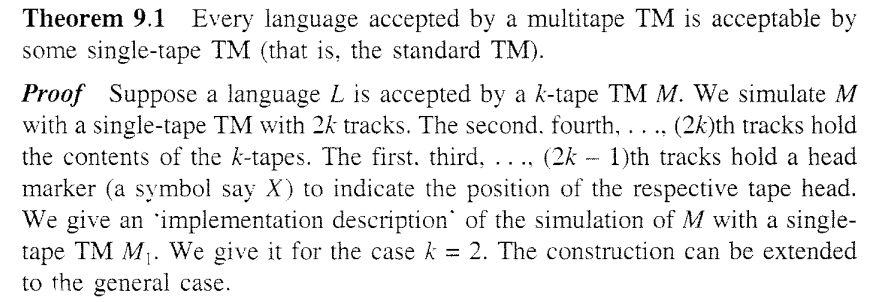 Theorem 9.1 Every language accepted by a multitape TM is acceptable by
some single-tape TM (that is, the standard TM).
Proof Suppose a language L is accepted by a k-tape TM M. We simulate M
with a single-tape TM with 2k tracks. The second. fourth, . . ., (2k)th tracks hold
the contents of the k-tapes. The first. third, . . ., (2k – 1)th tracks hold a head
marker (a symbol say X) to indicate the position of the respective tape head.
We give an 'implementation description' of the simulation of M with a single-
tape TM M₁. We give it for the case k = 2. The construction can be extended
to the general case.